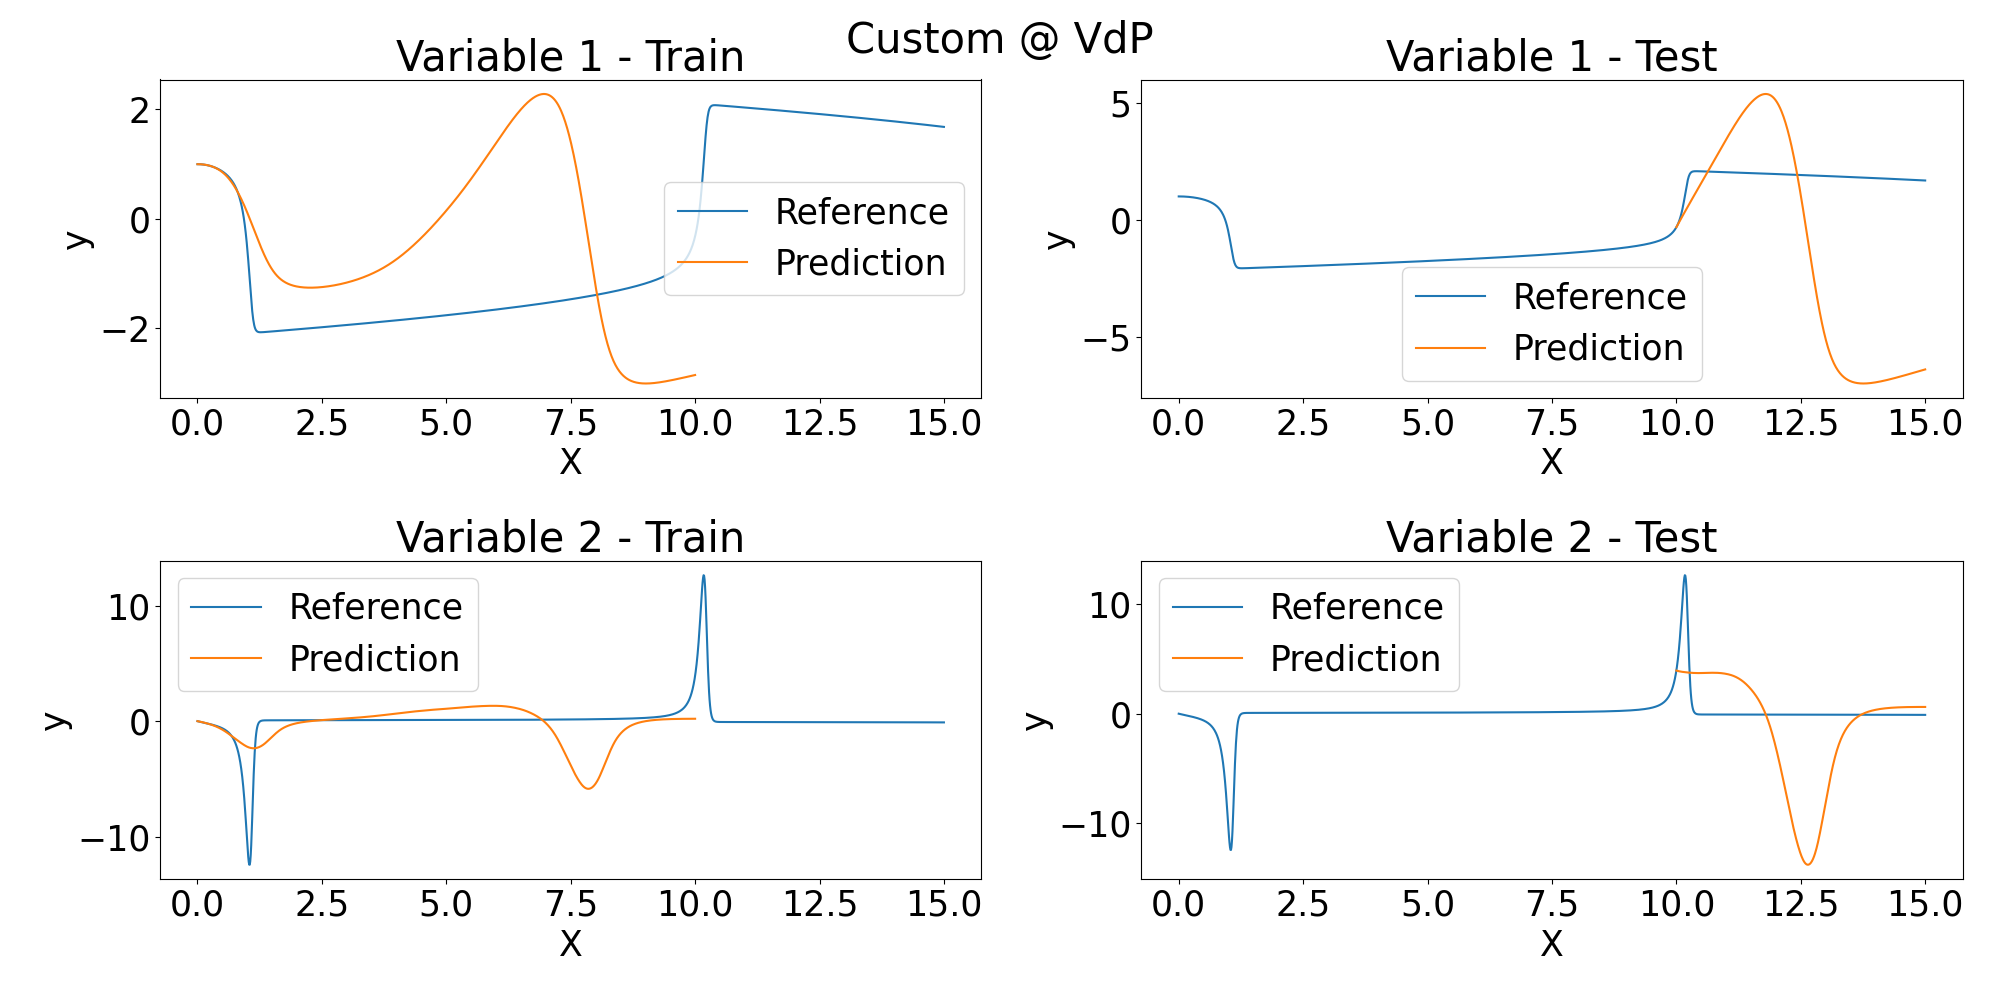 Custom @ VdP
Variable 1 - Train
2
0
−2
y
Reference
Prediction
0.0 2.5 5.0 7.5 10.0 12.5 15.0
X
Variable 1 - Test
5
0
−5
y
Reference
Prediction
0.0 2.5 5.0 7.5 10.0 12.5 15.0
X
Variable 2 - Train
10
0
−10
y
Reference
Prediction
0.0 2.5 5.0 7.5 10.0 12.5 15.0
X
Variable 2 - Test
10
0
−10
y
Reference
Prediction
0.0 2.5 5.0 7.5 10.0 12.5 15.0
X